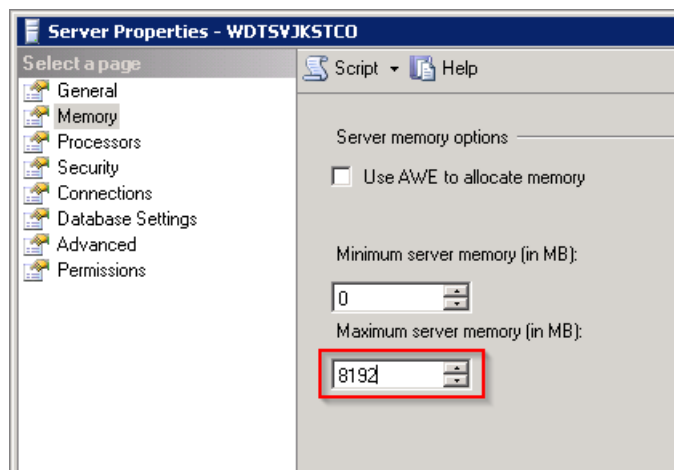 Server Properties - WDTSVJKSTCO
Select a page
General
Memory
Processors
Security
Connections
Database Settings
Advanced
Permissions
Script
Help
Server memory options
Use AWE to allocate memory
Minimum server memory (in MB):
0
Maximum server memory (in MB):
8192